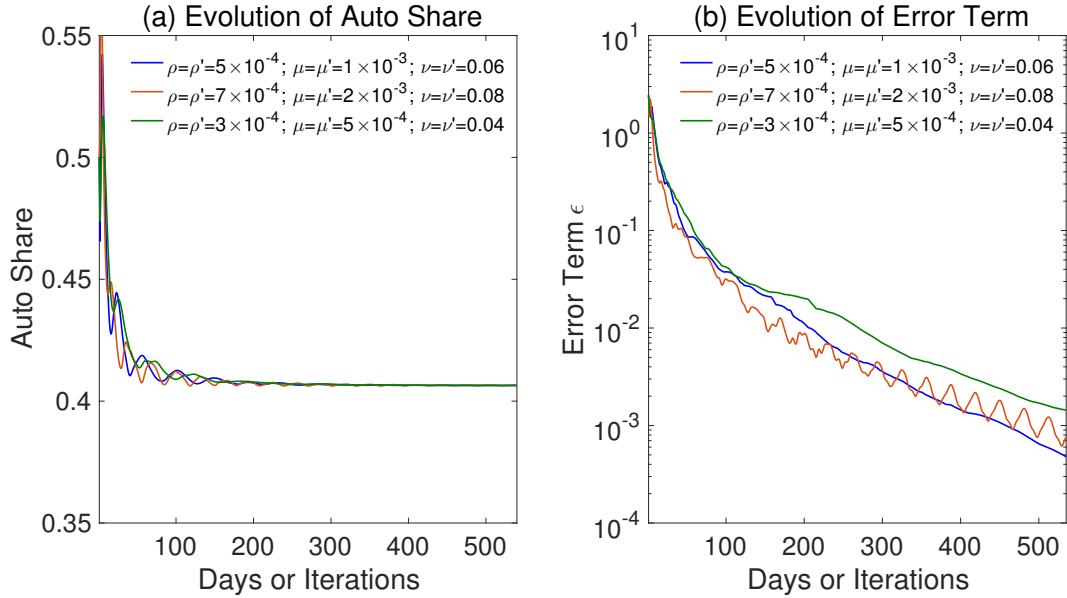 (a) Evolution of Auto Share
0.55
0.5
0.45
0.4
0.35
Auto Share
ρ=ρ'=5×10⁻⁴; μ=μ'=1×10⁻³; ν=ν'=0.06
ρ=ρ'=7×10⁻⁴; μ=μ'=2×10⁻³; ν=ν'=0.08
ρ=ρ'=3×10⁻⁴; μ=μ'=5×10⁻⁴; ν=ν'=0.04
100 200 300 400 500
Days or Iterations
(b) Evolution of Error Term
10¹
10⁰
10⁻¹
10⁻²
10⁻³
10⁻⁴
Error Term ϵ
ρ=ρ'=5×10⁻⁴; μ=μ'=1×10⁻³; ν=ν'=0.06
ρ=ρ'=7×10⁻⁴; μ=μ'=2×10⁻³; ν=ν'=0.08
ρ=ρ'=3×10⁻⁴; μ=μ'=5×10⁻⁴; ν=ν'=0.04
100 200 300 400 500
Days or Iterations